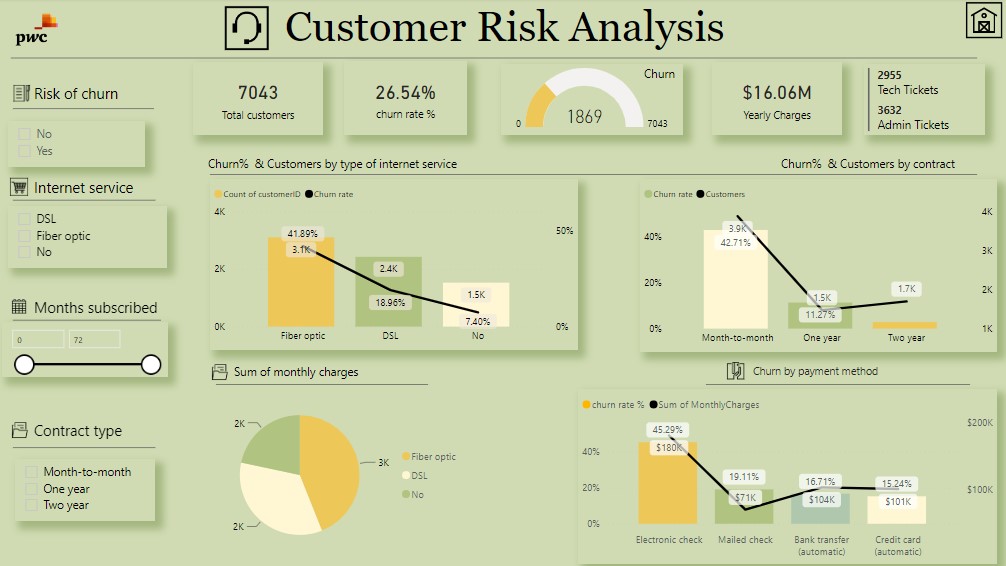 pwc
Customer Risk Analysis
Risk of churn
No
Yes
Internet service
DSL
Fiber optic
No
Months subscribed
0
72
Contract type
Month-to-month
One year
Two year
7043
Total customers
26.54%
churn rate %
Churn
1869
0
7043
$16.06M
Yearly Charges
2955
Tech Tickets
3632
Admin Tickets
Churn% & Customers by type of internet service
Count of customerID Churn rate
4K
2K
0K
50%
0%
41.89%
3.1K
2.4K
18.96%
1.5K
7.40%
Fiber optic DSL No
Churn% & Customers by contract
Churn rate Customers
40%
20%
0%
4K
3K
2K
1K
3.9K
42.71%
1.5K
11.27%
1.7K
Month-to-month One year Two year
Sum of monthly charges
2K
3K
2K
Fiber optic
DSL
No
Churn by payment method
churn rate % Sum of MonthlyCharges
40%
20%
0%
$200K
$100K
45.29%
$180K
19.11%
$71K
16.71%
$104K
15.24%
$101K
Electronic check Mailed check Bank transfer Credit card
(automatic) (automatic)